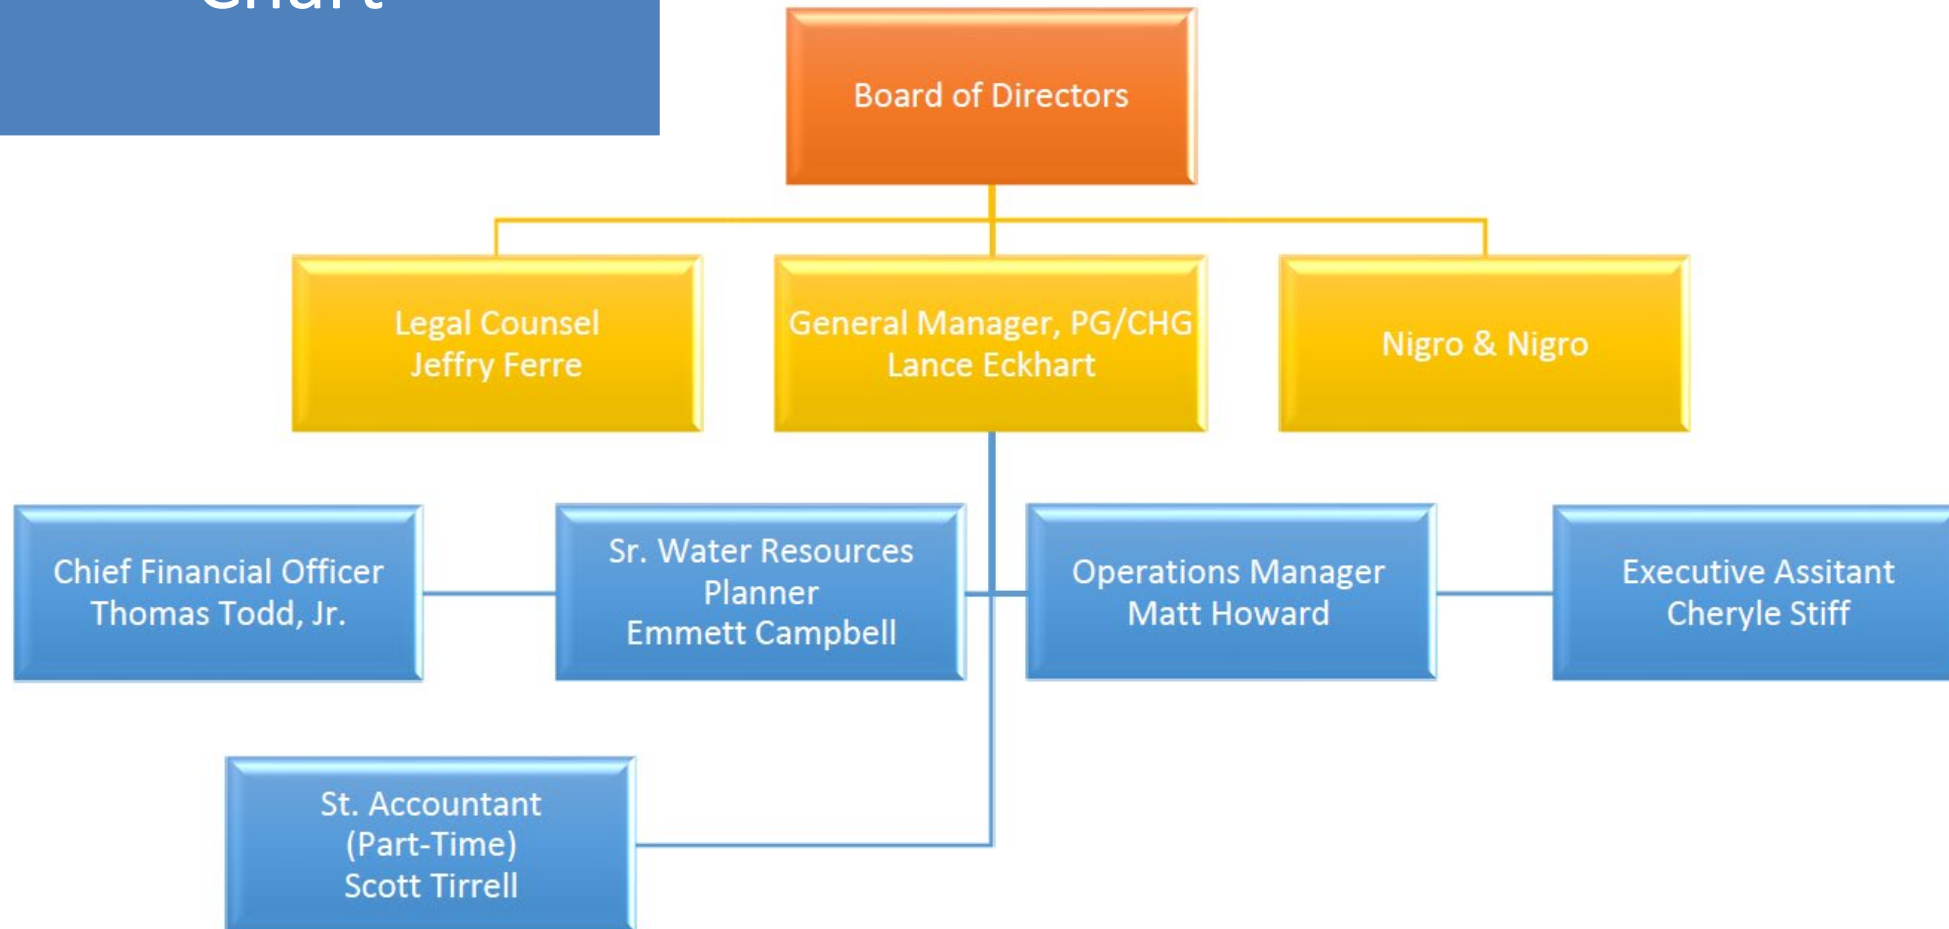 Chart
Board of Directors
Legal Counsel
Jeffry Ferre
General Manager, PG/CHG
Lance Eckhart
Nigro & Nigro
Chief Financial Officer
Thomas Todd, Jr.
Sr. Water Resources
Planner
Emmett Campbell
Operations Manager
Matt Howard
Executive Assitant
Cheryle Stiff
St. Accountant
(Part-Time)
Scott Tirrell